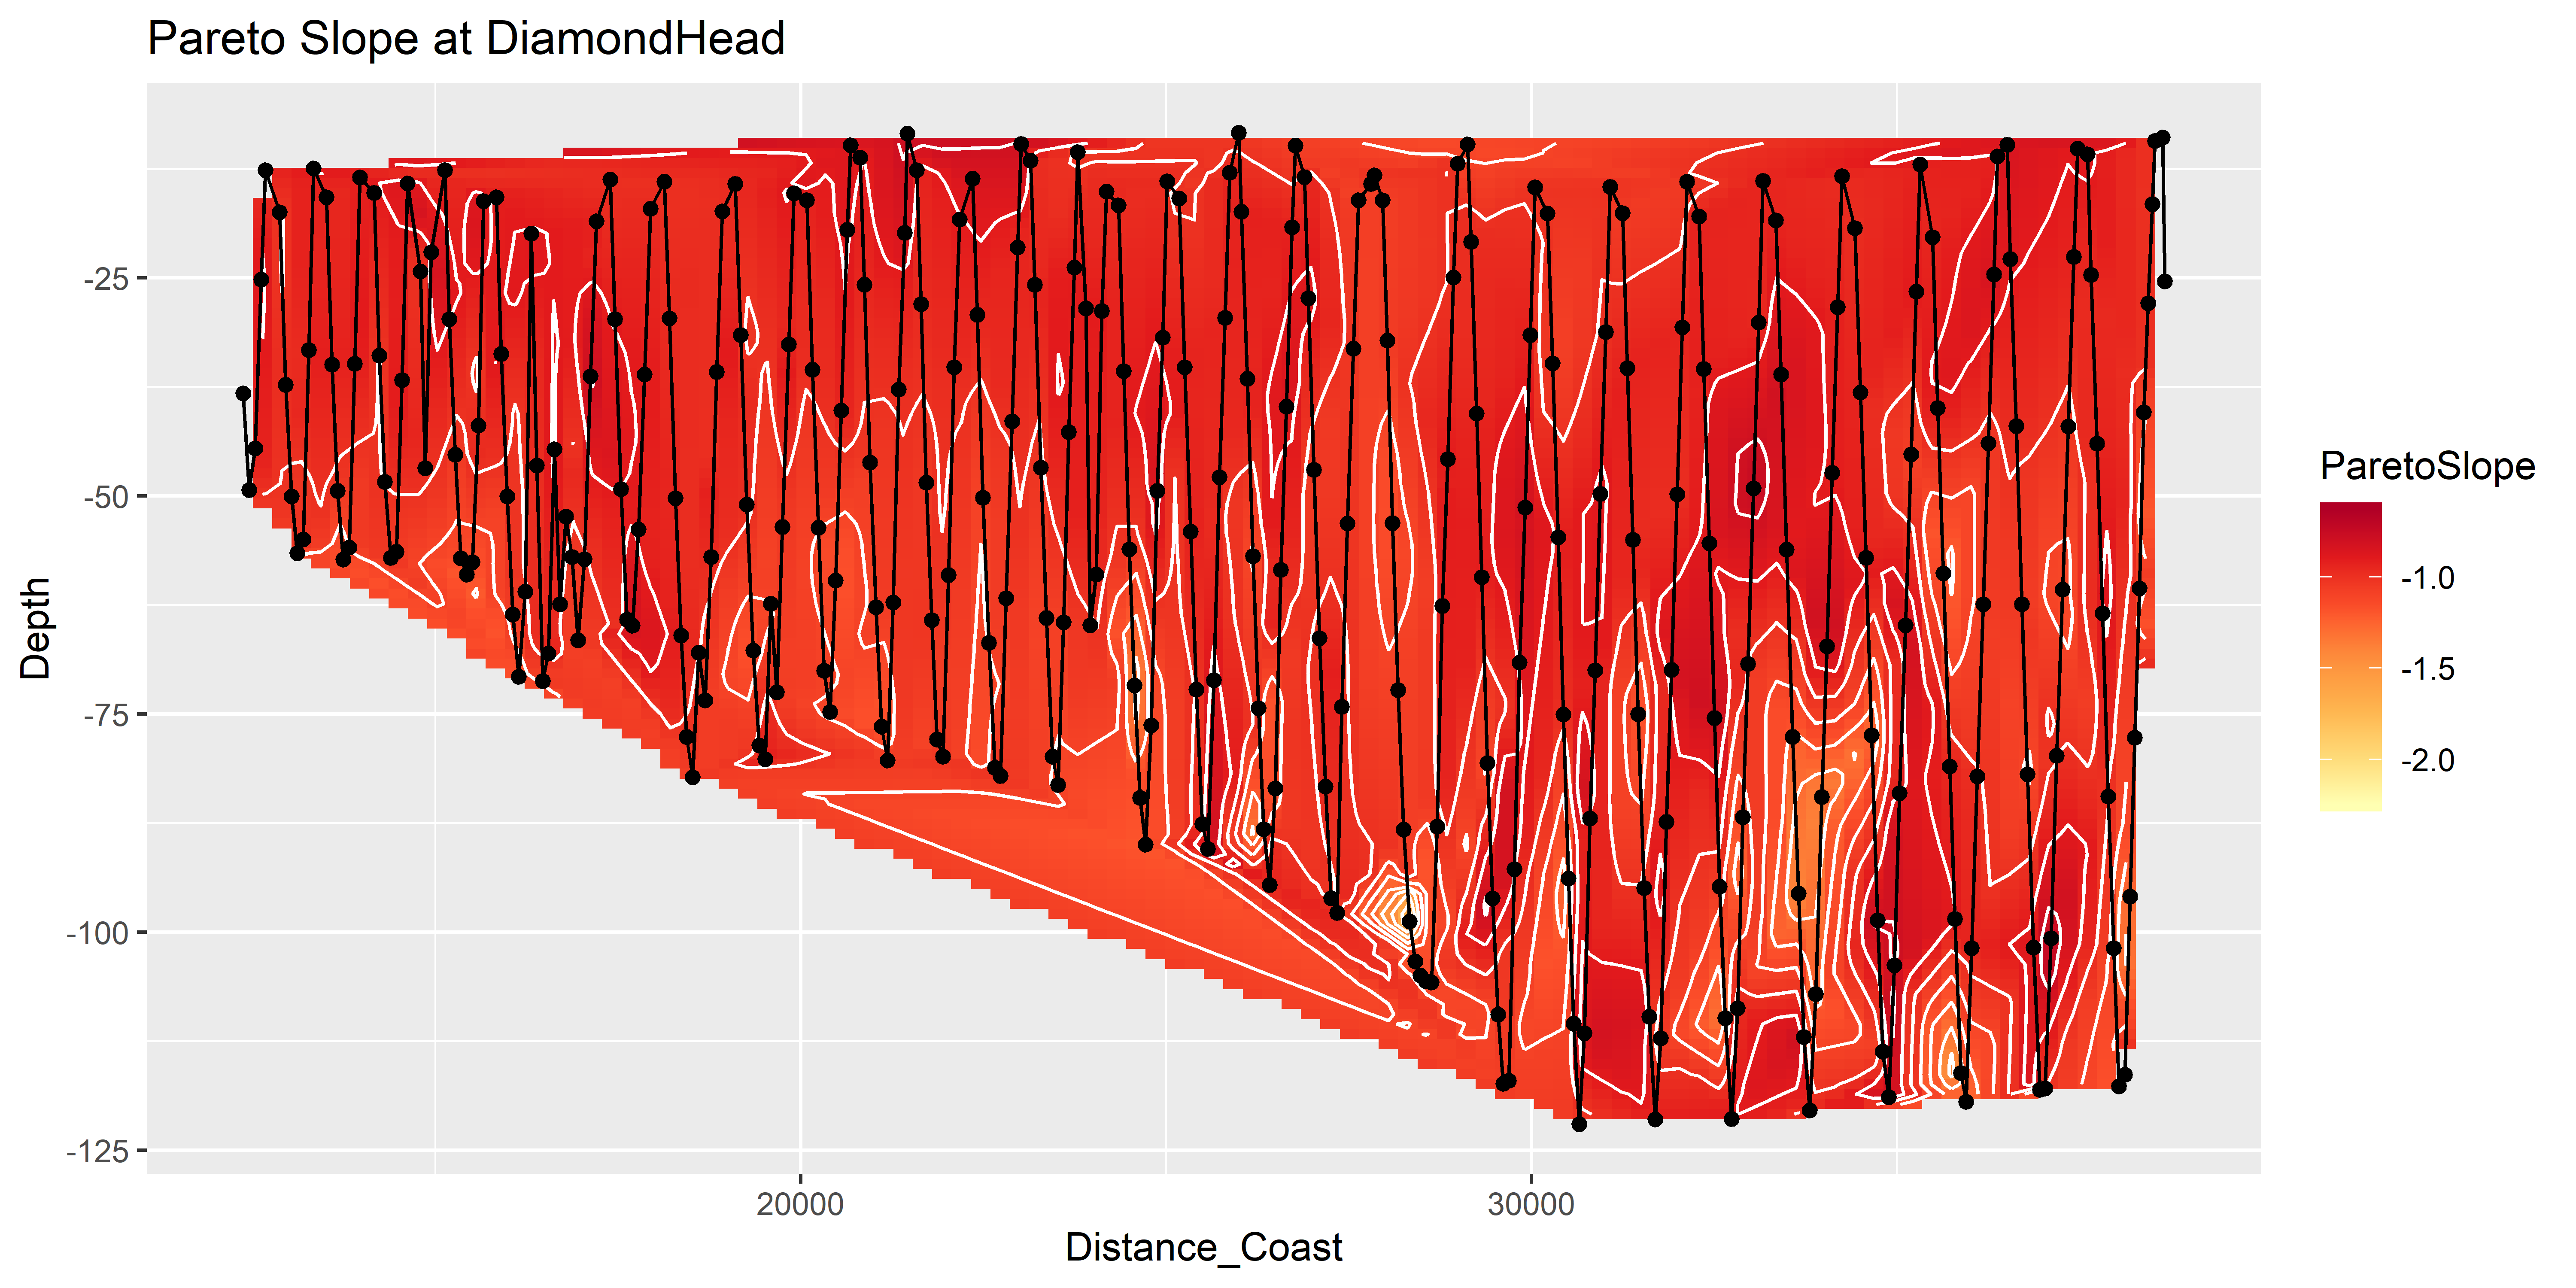 Pareto Slope at DiamondHead
Depth
-25
-50
-75
-100
-125
20000
30000
Distance_Coast
ParetoSlope
-1.0
-1.5
-2.0